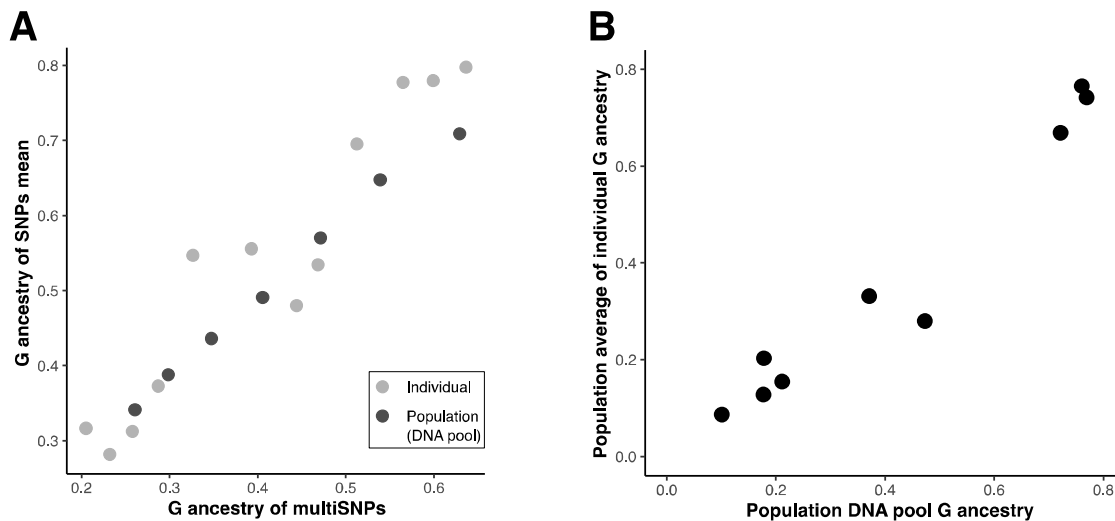 A
G ancestry of SNPs mean
0.8
0.7
0.6
0.5
0.4
0.3
0.2
0.3
0.4
0.5
0.6
G ancestry of multiSNPs
Individual
Population
(DNA pool)
B
Population average of individual G ancestry
0.8
0.6
0.4
0.2
0.0
0.0
0.2
0.4
0.6
0.8
Population DNA pool G ancestry